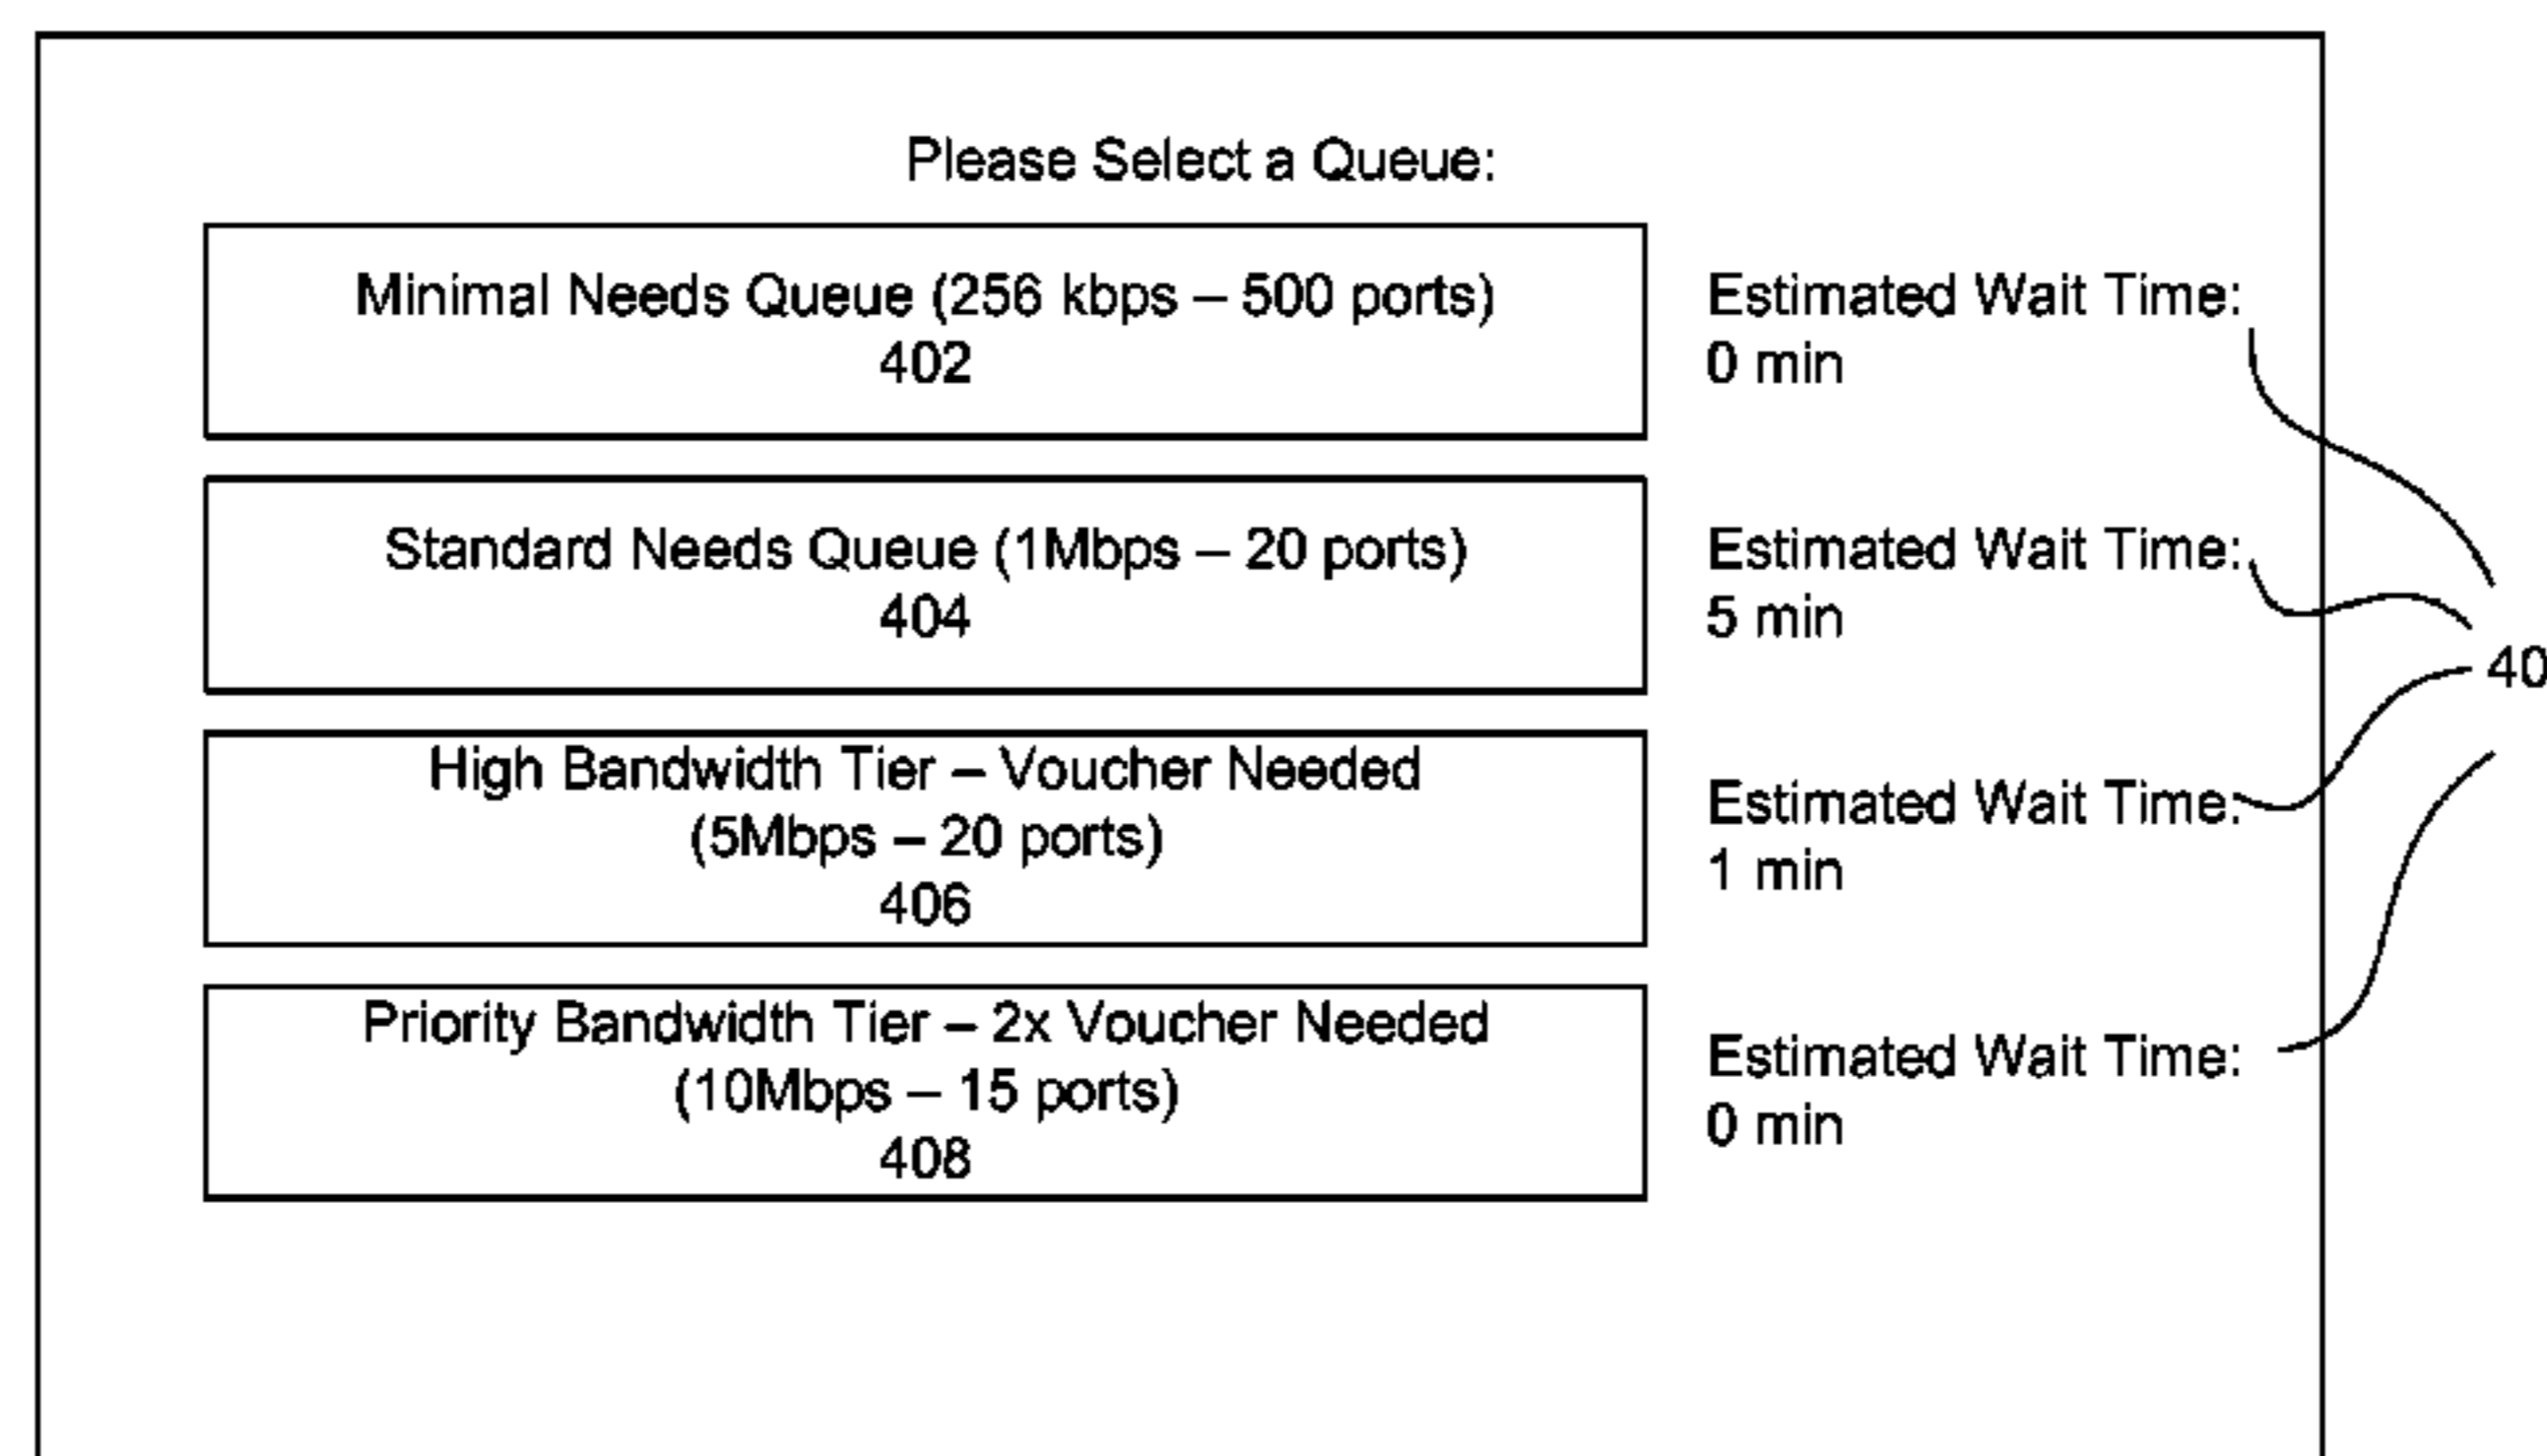 Please Select a Queue:
Minimal Needs Queue (256 kbps – 500 ports)
402
Estimated Wait Time:
0 min
Standard Needs Queue (1Mbps – 20 ports)
404
Estimated Wait Time:
5 min
40
High Bandwidth Tier – Voucher Needed
(5Mbps – 20 ports)
406
Estimated Wait Time:
1 min
Priority Bandwidth Tier – 2x Voucher Needed
(10Mbps – 15 ports)
408
Estimated Wait Time:
0 min